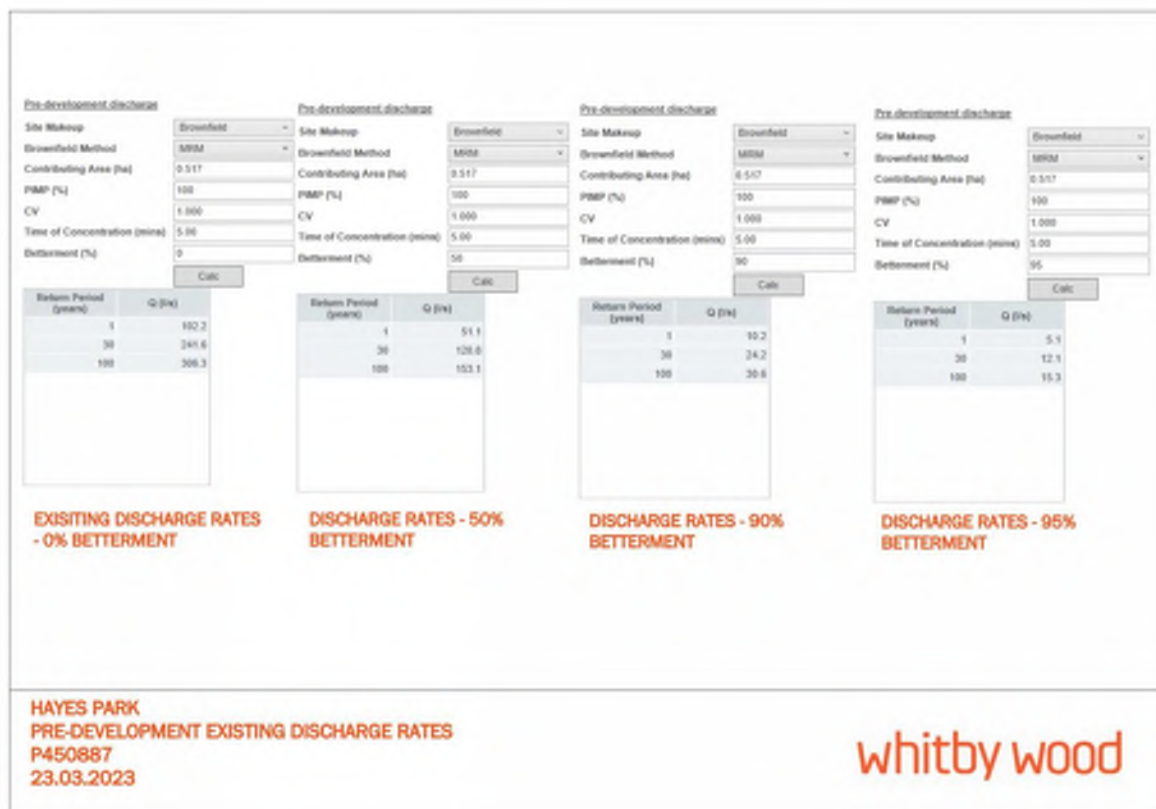 Pre-development discharge
Site Makeup Brownfield
Brownfield Method MRM
Contributing Area (ha) 0.517
PIMP (%) 100
CV 1.000
Time of Concentration (mins) 5.00
Betterment (%) 0
Calc
Return Period (years) Q (l/s)
1 102.2
30 241.6
100 306.3
EXISITING DISCHARGE RATES
- 0% BETTERMENT
Pre-development discharge
Site Makeup Brownfield
Brownfield Method MRM
Contributing Area (ha) 0.517
PIMP (%) 100
CV 1.000
Time of Concentration (mins) 5.00
Betterment (%) 50
Calc
Return Period (years) Q (l/s)
1 51.1
30 120.8
100 153.1
DISCHARGE RATES - 50%
BETTERMENT
Pre-development discharge
Site Makeup Brownfield
Brownfield Method MRM
Contributing Area (ha) 0.517
PIMP (%) 100
CV 1.000
Time of Concentration (mins) 5.00
Betterment (%) 90
Calc
Return Period (years) Q (l/s)
1 10.2
30 24.2
100 30.6
DISCHARGE RATES - 90%
BETTERMENT
Pre-development discharge
Site Makeup Brownfield
Brownfield Method MRM
Contributing Area (ha) 0.517
PIMP (%) 100
CV 1.000
Time of Concentration (mins) 5.00
Betterment (%) 95
Calc
Return Period (years) Q (l/s)
1 5.1
30 12.1
100 15.3
DISCHARGE RATES - 95%
BETTERMENT
HAYES PARK
PRE-DEVELOPMENT EXISTING DISCHARGE RATES
P450887
23.03.2023
whitby wood